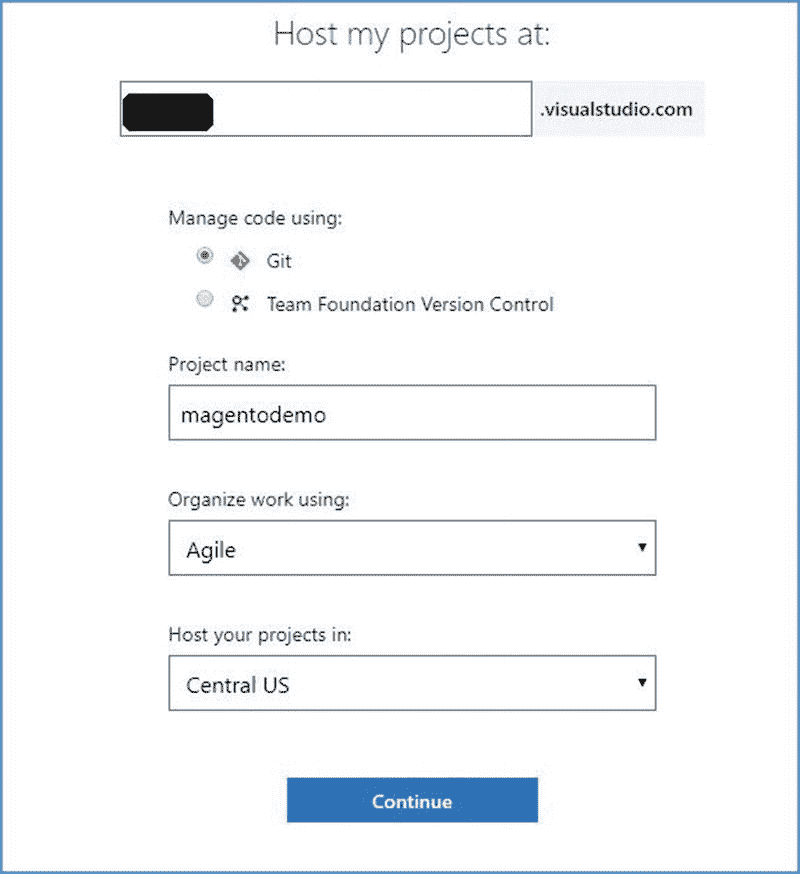 Host my projects at:
.visualstudio.com
Manage code using:
Git
Team Foundation Version Control
Project name:
magentodemo
Organize work using:
Agile
Host your projects in:
Central US
Continue